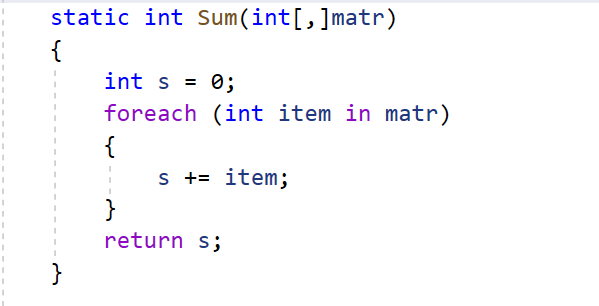 static int Sum(int[,]matr)
{
    int s = 0;
    foreach (int item in matr)
    {
        s += item;
    }
    return s;
}